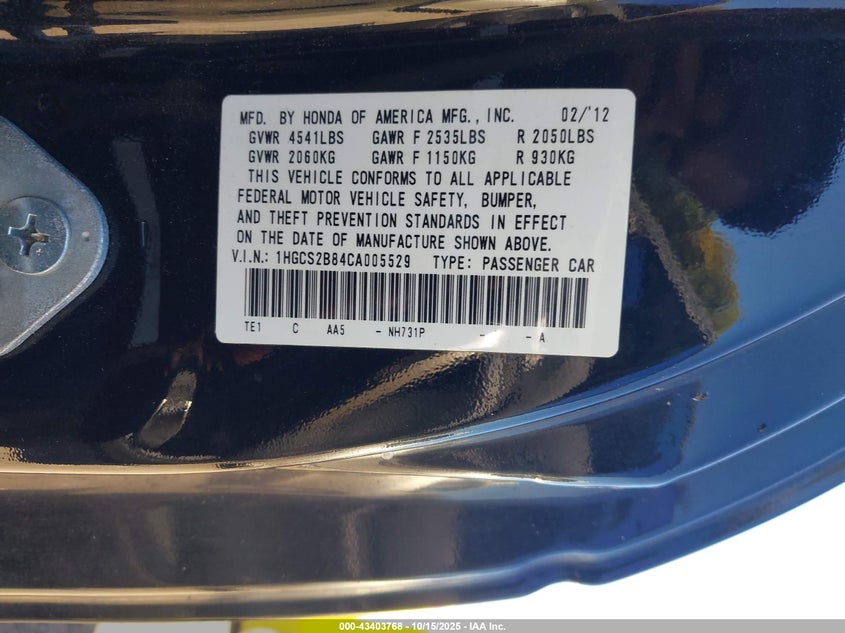 MFD. BY HONDA OF AMERICA MFG., INC. 02/'12
GVWR 4541LBS GAWR F 2535LBS R 2050LBS
GVWR 2060KG GAWR F 1150KG R 930KG
THIS VEHICLE CONFORMS TO ALL APPLICABLE
FEDERAL MOTOR VEHICLE SAFETY, BUMPER,
AND THEFT PREVENTION STANDARDS IN EFFECT
ON THE DATE OF MANUFACTURE SHOWN ABOVE.
V.I.N.: 1HGCS2B84CA005529 TYPE: PASSENGER CAR
TE1 C AA5 - NH731P - - A
000-43403768 - 10/15/2025 - IAA Inc.